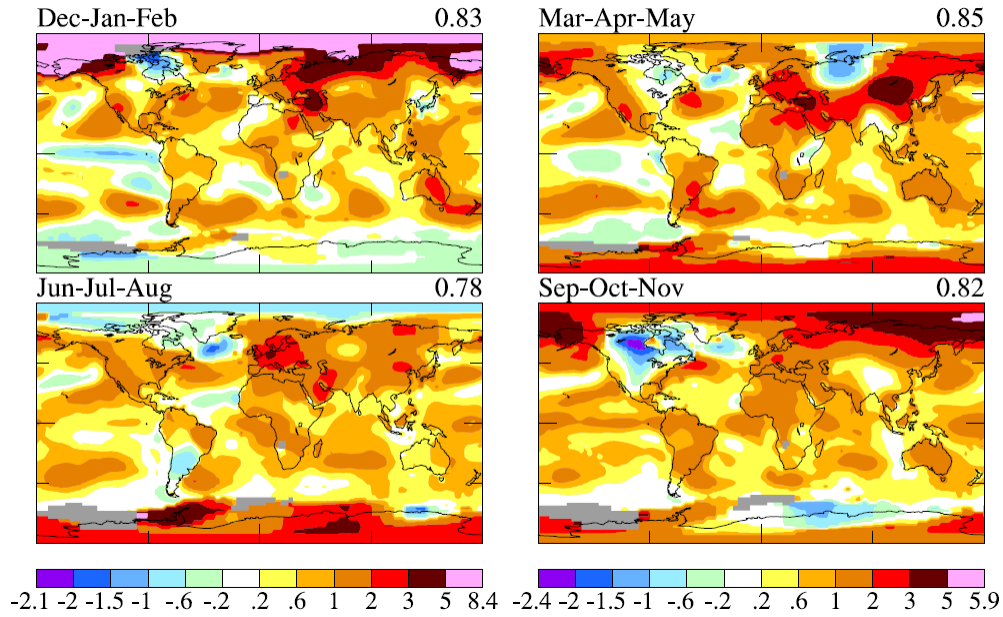 Dec-Jan-Feb 0.83
Mar-Apr-May 0.85
Jun-Jul-Aug 0.78
Sep-Oct-Nov 0.82
-2.1 -2 -1.5 -1 -.6 -.2 .2 .6 1 2 3 5 8.4
-2.4 -2 -1.5 -1 -.6 -.2 .2 .6 1 2 3 5 5.9